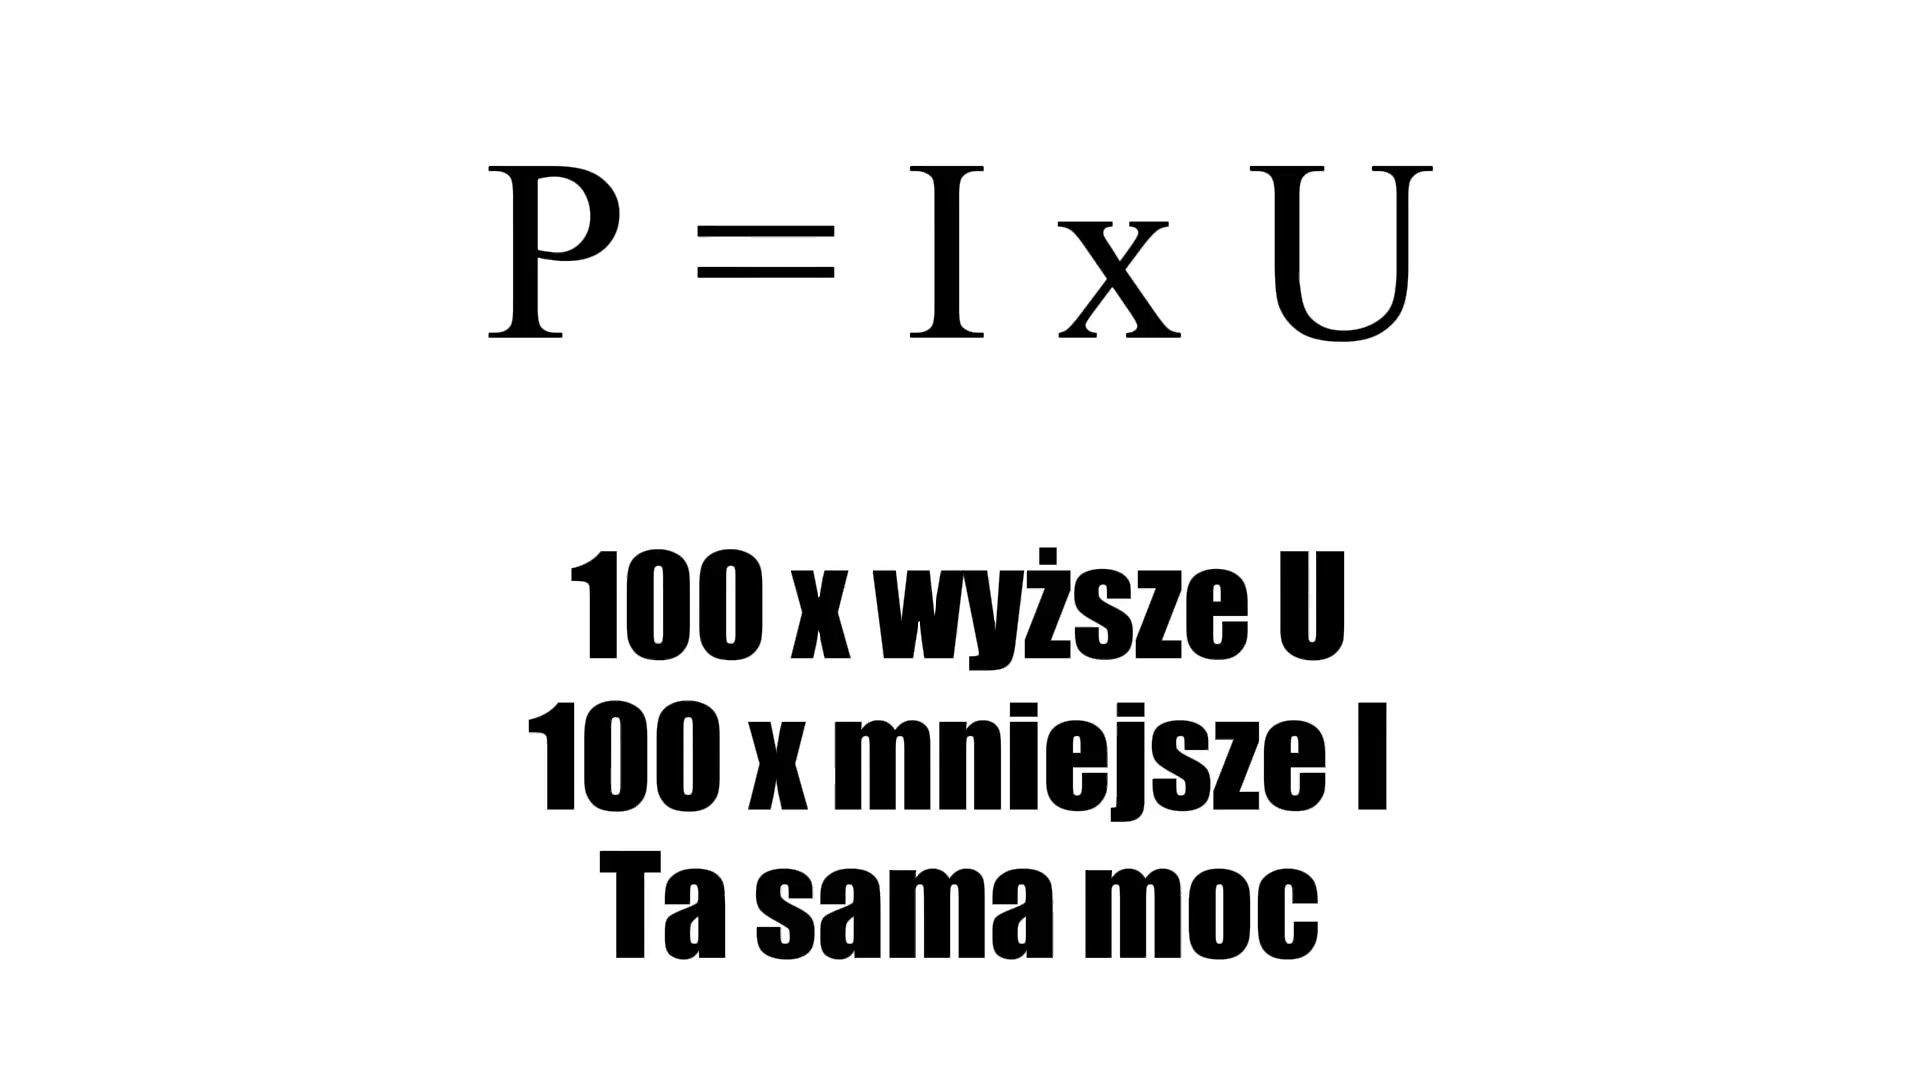 P = I x U
100 x wyższe U
100 x mniejsze I
Ta sama moc